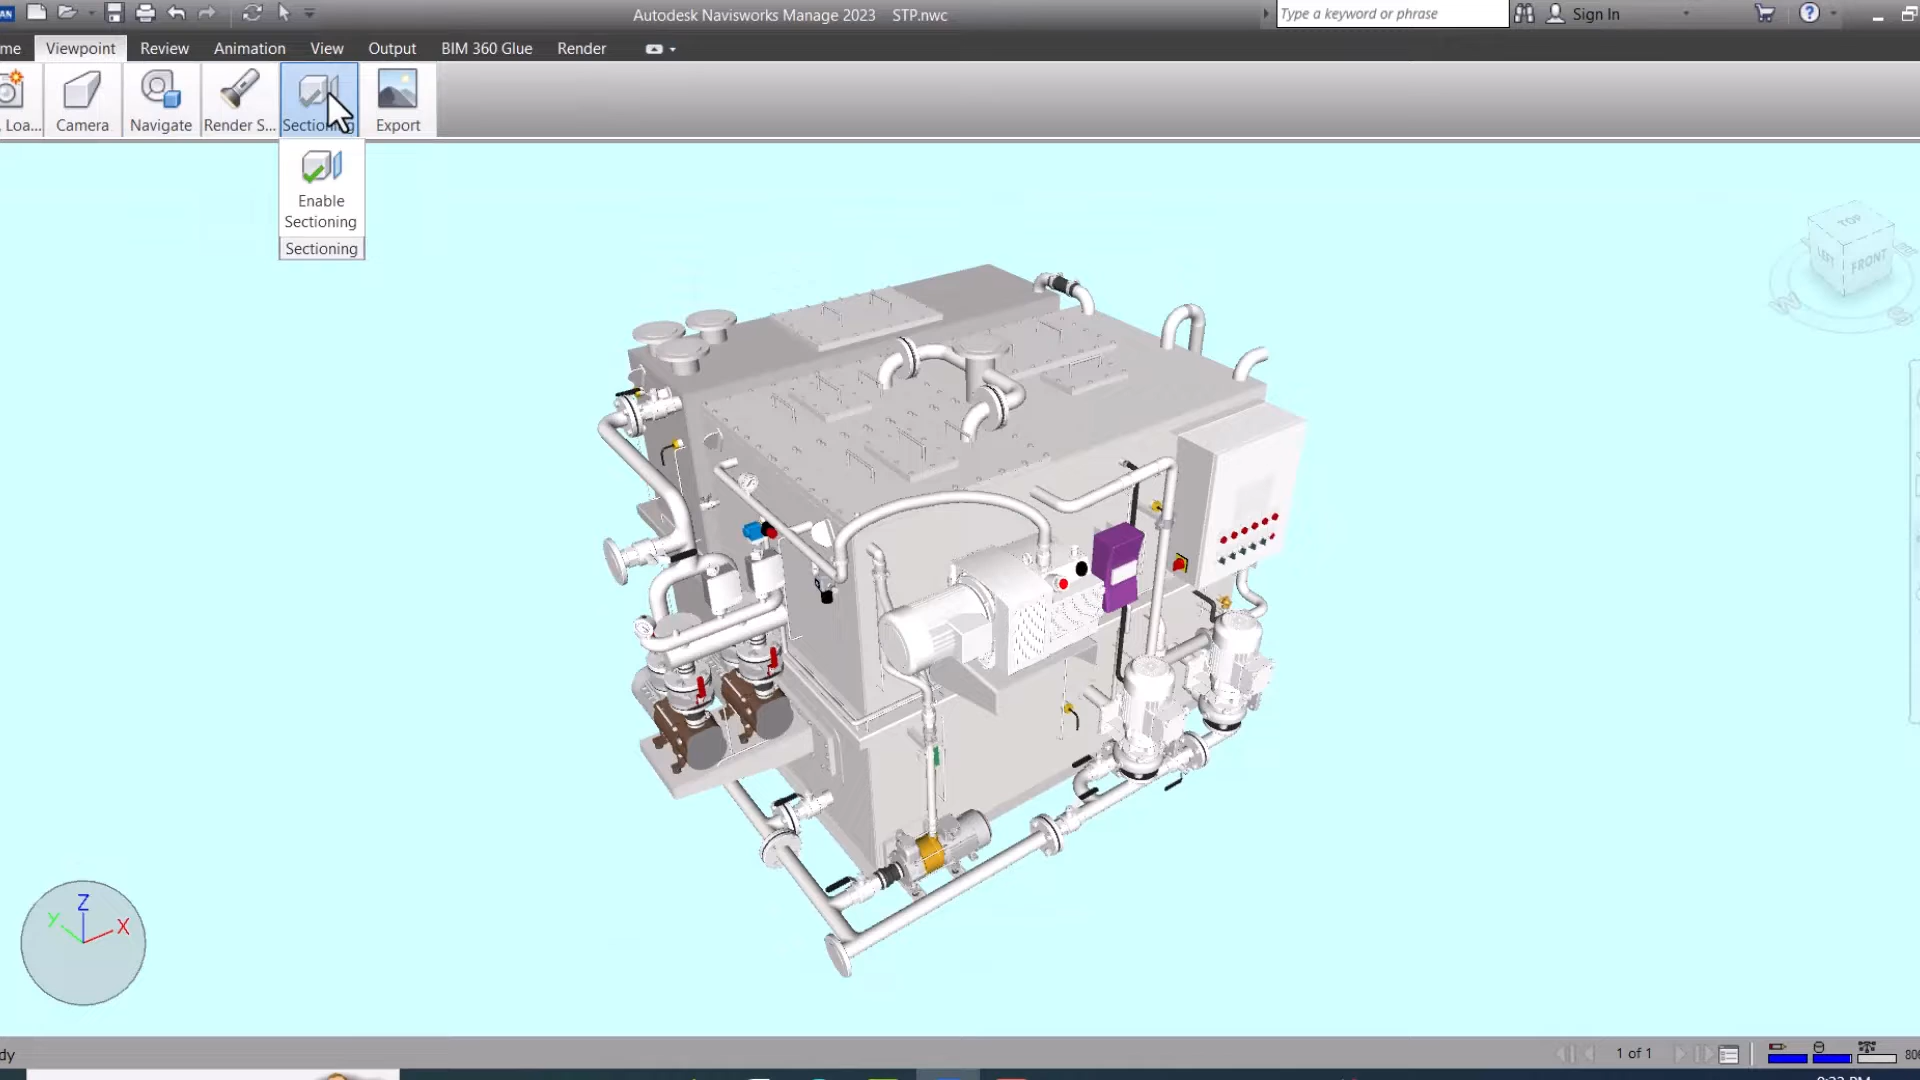 AN
Autodesk Navisworks Manage 2023 STP.nwc
Type a keyword or phrase
Sign In
me Viewpoint Review Animation View Output BIM 360 Glue Render
Loa... Camera Navigate Render S... Sectioning Export
Enable
Sectioning
Sectioning
TOP
LEFT FRONT
W S
Z
Y X
dy
1 of 1